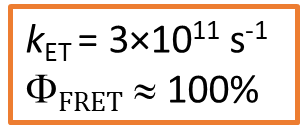 kET = 3×10¹¹ s⁻¹
ΦFRET ≈ 100%